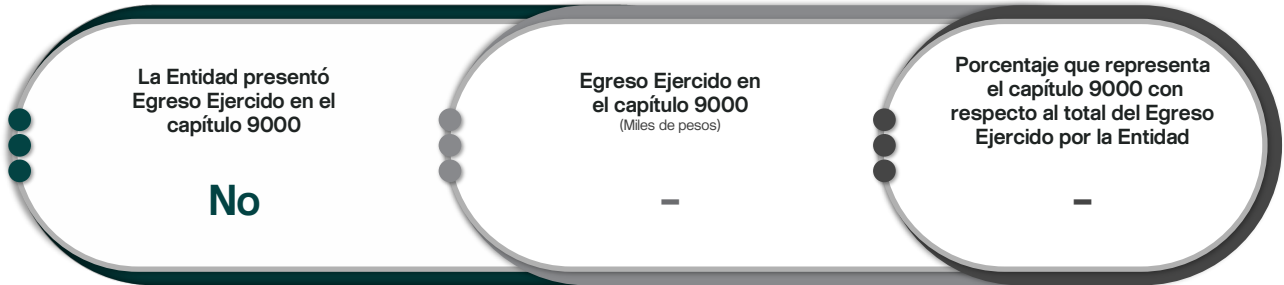 La Entidad presentó
Egreso Ejercido en el
capítulo 9000
No
Egreso Ejercido en
el capítulo 9000
(Miles de pesos)
–
Porcentaje que representa
el capítulo 9000 con
respecto al total del Egreso
Ejercido por la Entidad
–